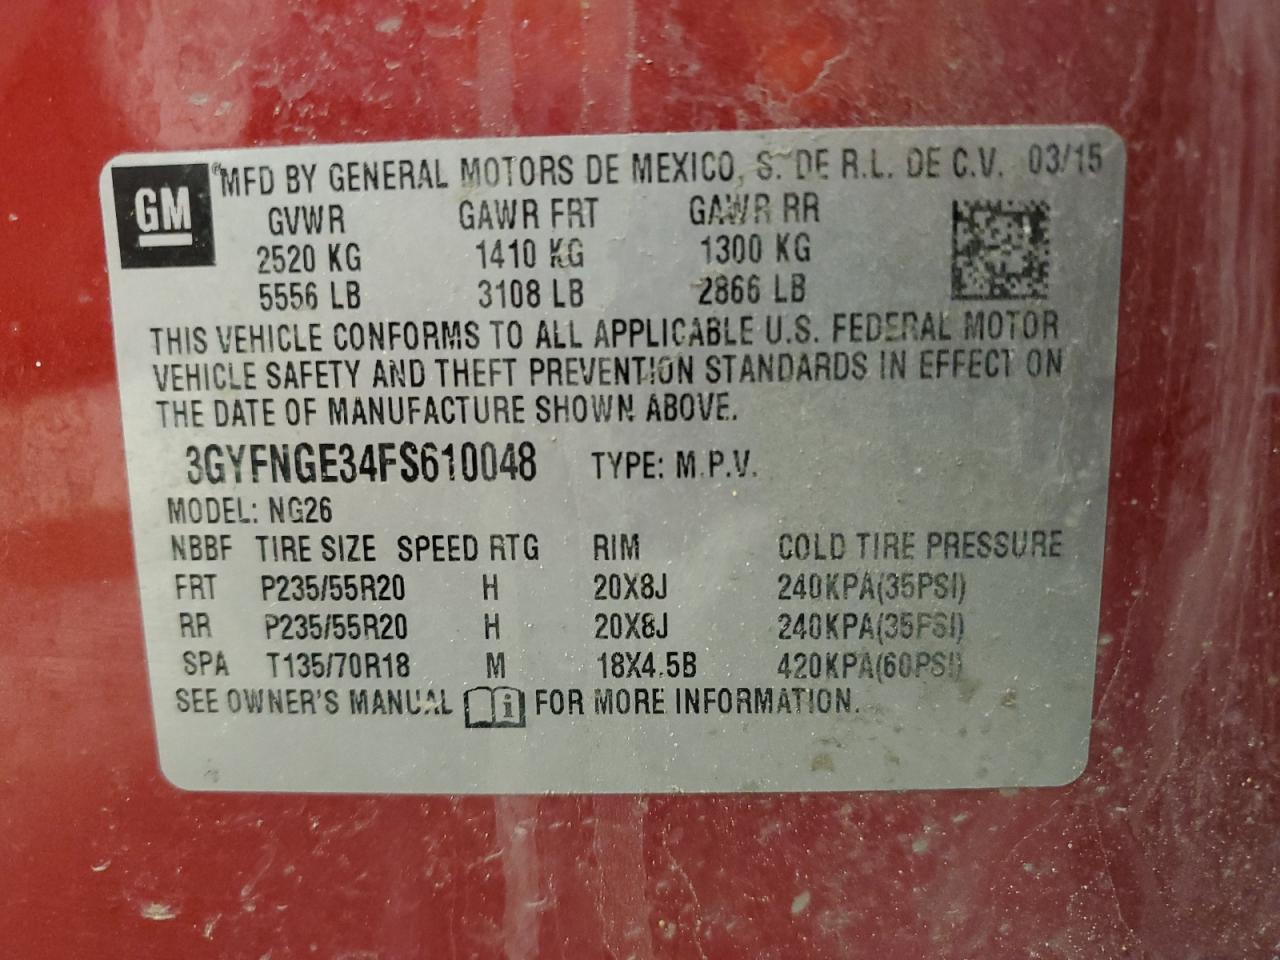 GM
® MFD BY GENERAL MOTORS DE MEXICO, S. DE R.L. DE C.V. 03/15
GVWR GAWR FRT GAWR RR
2520 KG 1410 KG 1300 KG
5556 LB 3108 LB 2866 LB
THIS VEHICLE CONFORMS TO ALL APPLICABLE U.S. FEDERAL MOTOR
VEHICLE SAFETY AND THEFT PREVENTION STANDARDS IN EFFECT ON
THE DATE OF MANUFACTURE SHOWN ABOVE.
3GYFNGE34FS610048 TYPE: M.P.V.
MODEL: NG26
NBBF TIRE SIZE SPEED RTG RIM COLD TIRE PRESSURE
FRT P235/55R20 H 20X8J 240KPA(35PSI)
RR P235/55R20 H 20X8J 240KPA(35PSI)
SPA T135/70R18 M 18X4.5B 420KPA(60PSI)
SEE OWNER'S MANUAL i FOR MORE INFORMATION.